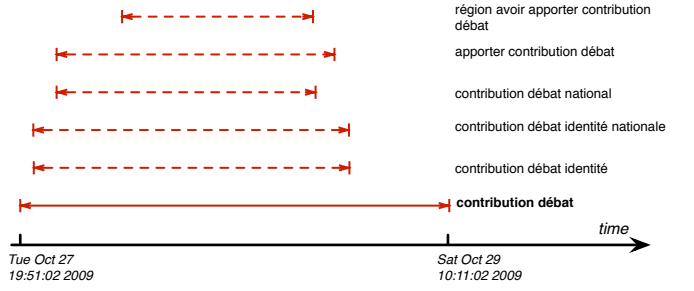 région avoir apporter contribution
débat
apporter contribution débat
contribution débat national
contribution débat identité nationale
contribution débat identité
contribution débat
time
Tue Oct 27
19:51:02 2009
Sat Oct 29
10:11:02 2009